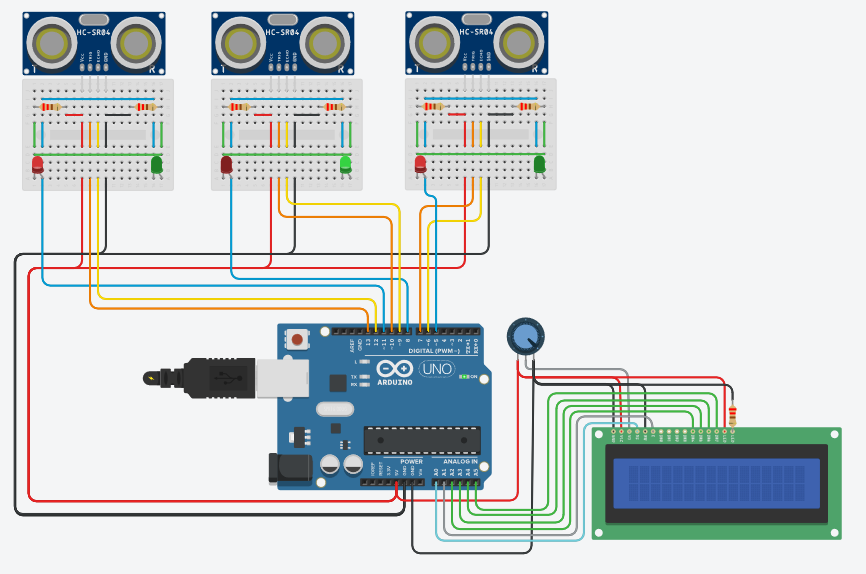 HC-SR04
HC-SR04
HC-SR04
Vcc
TRIG
ECHO
GND
Vcc
TRIG
ECHO
GND
Vcc
TRIG
ECHO
GND
T R
T R
T R
AREF
GND
13
12
~11
~10
~9
8
7
~6
~5
4
~3
2
TX→1
RX←0
DIGITAL (PWM~)
L
TX
RX
UNO
ON
ARDUINO
POWER
ANALOG IN
IOREF
RESET
3.3V
5V
GND
GND
Vin
A0
A1
A2
A3
A4
A5